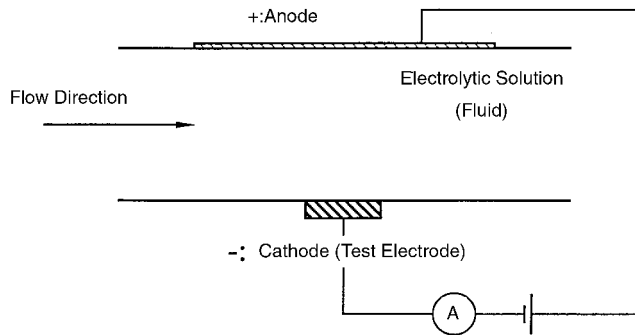 +:Anode
Electrolytic Solution
(Fluid)
Flow Direction
-: Cathode (Test Electrode)
A